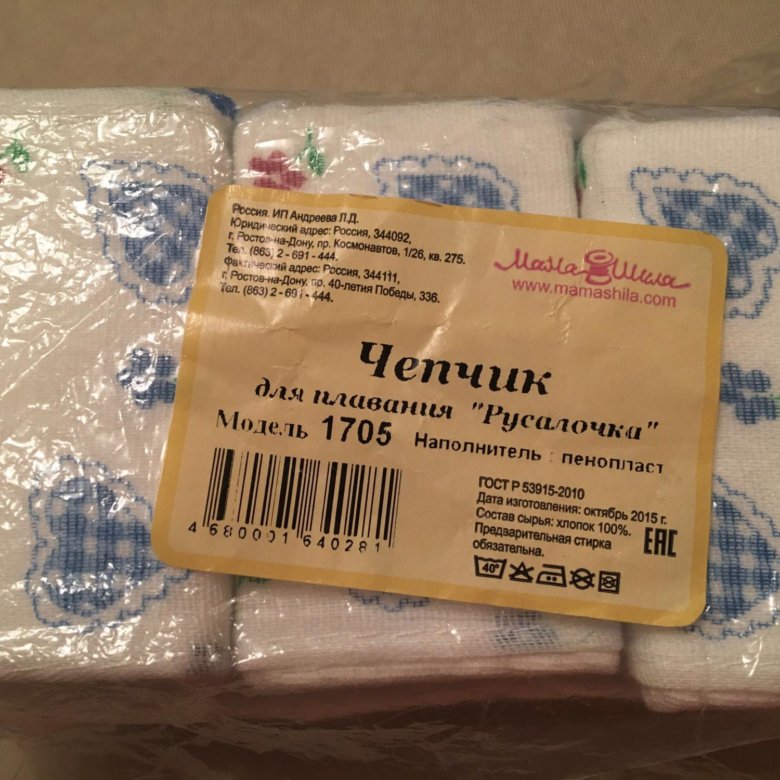 Россия. ИП Андреева Л.Д.
Юридический адрес: Россия, 344092,
г. Ростов-на-Дону, пр. Космонавтов, 1/26, кв. 275.
Тел. (863) 2 - 691 - 444.
Фактический адрес: Россия, 344111,
г. Ростов-на-Дону, пр. 40-летия Победы, 336.
Тел. (863) 2 - 691 - 444.
Мама Шила
www.mamashila.com
Чепчик
для плавания "Русалочка"
Модель 1705 Наполнитель : пенопласт
4 680001 640281
ГОСТ Р 53915-2010
Дата изготовления: октябрь 2015 г.
Состав сырья: хлопок 100%.
Предварительная стирка
обязательна.
EAC
40°